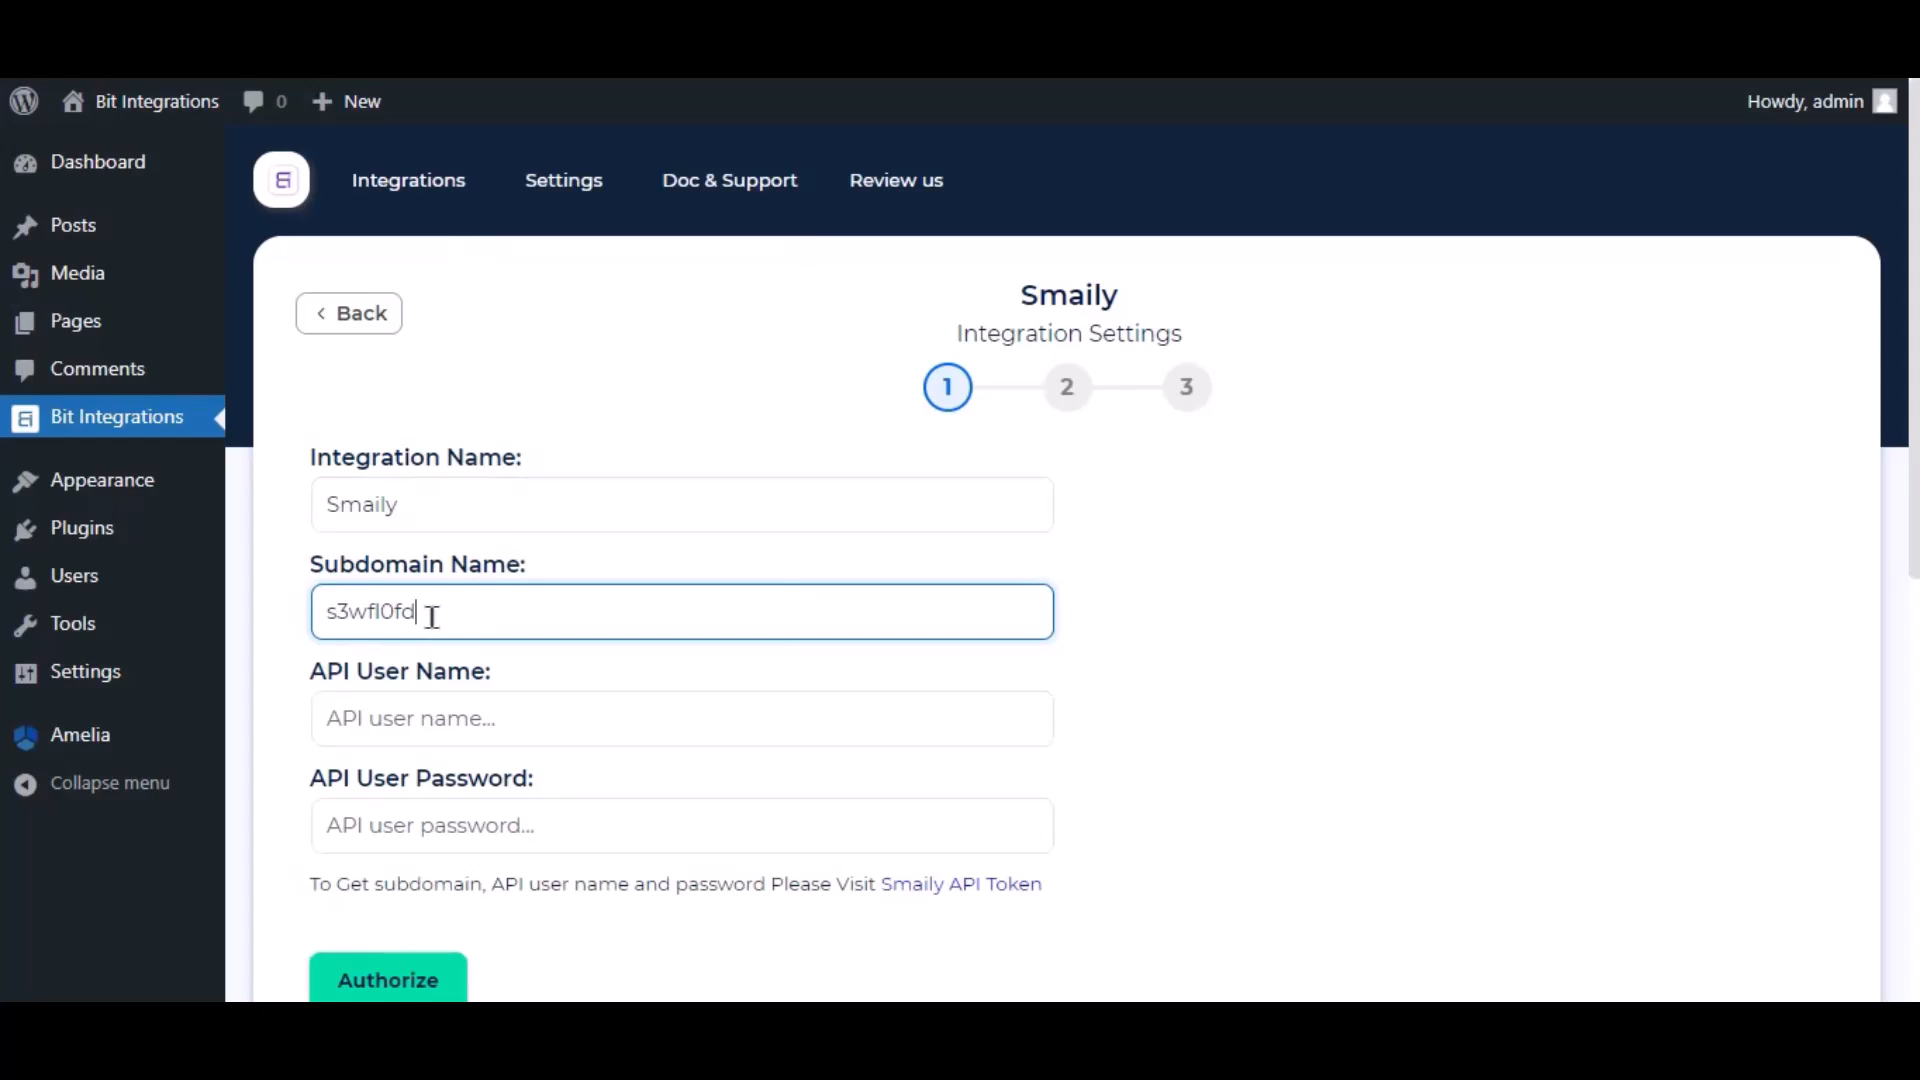 Bit Integrations 0 New Howdy, admin
Dashboard
Posts
Media
Pages
Comments
Bit Integrations
Appearance
Plugins
Users
Tools
Settings
Amelia
Collapse menu
Integrations Settings Doc & Support Review us
Back
Smaily
Integration Settings
1 2 3
Integration Name:
Smaily
Subdomain Name:
s3wfl0fd
API User Name:
API user name...
API User Password:
API user password...
To Get subdomain, API user name and password Please Visit Smaily API Token
Authorize